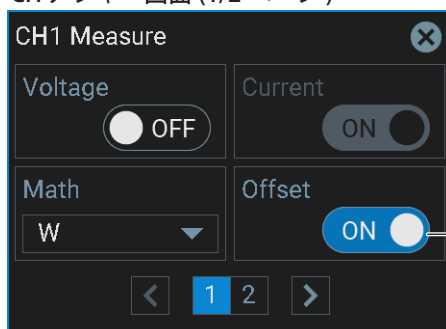 CH1 Measure
Voltage
OFF
Current
ON
Math
W
Offset
ON
1 2